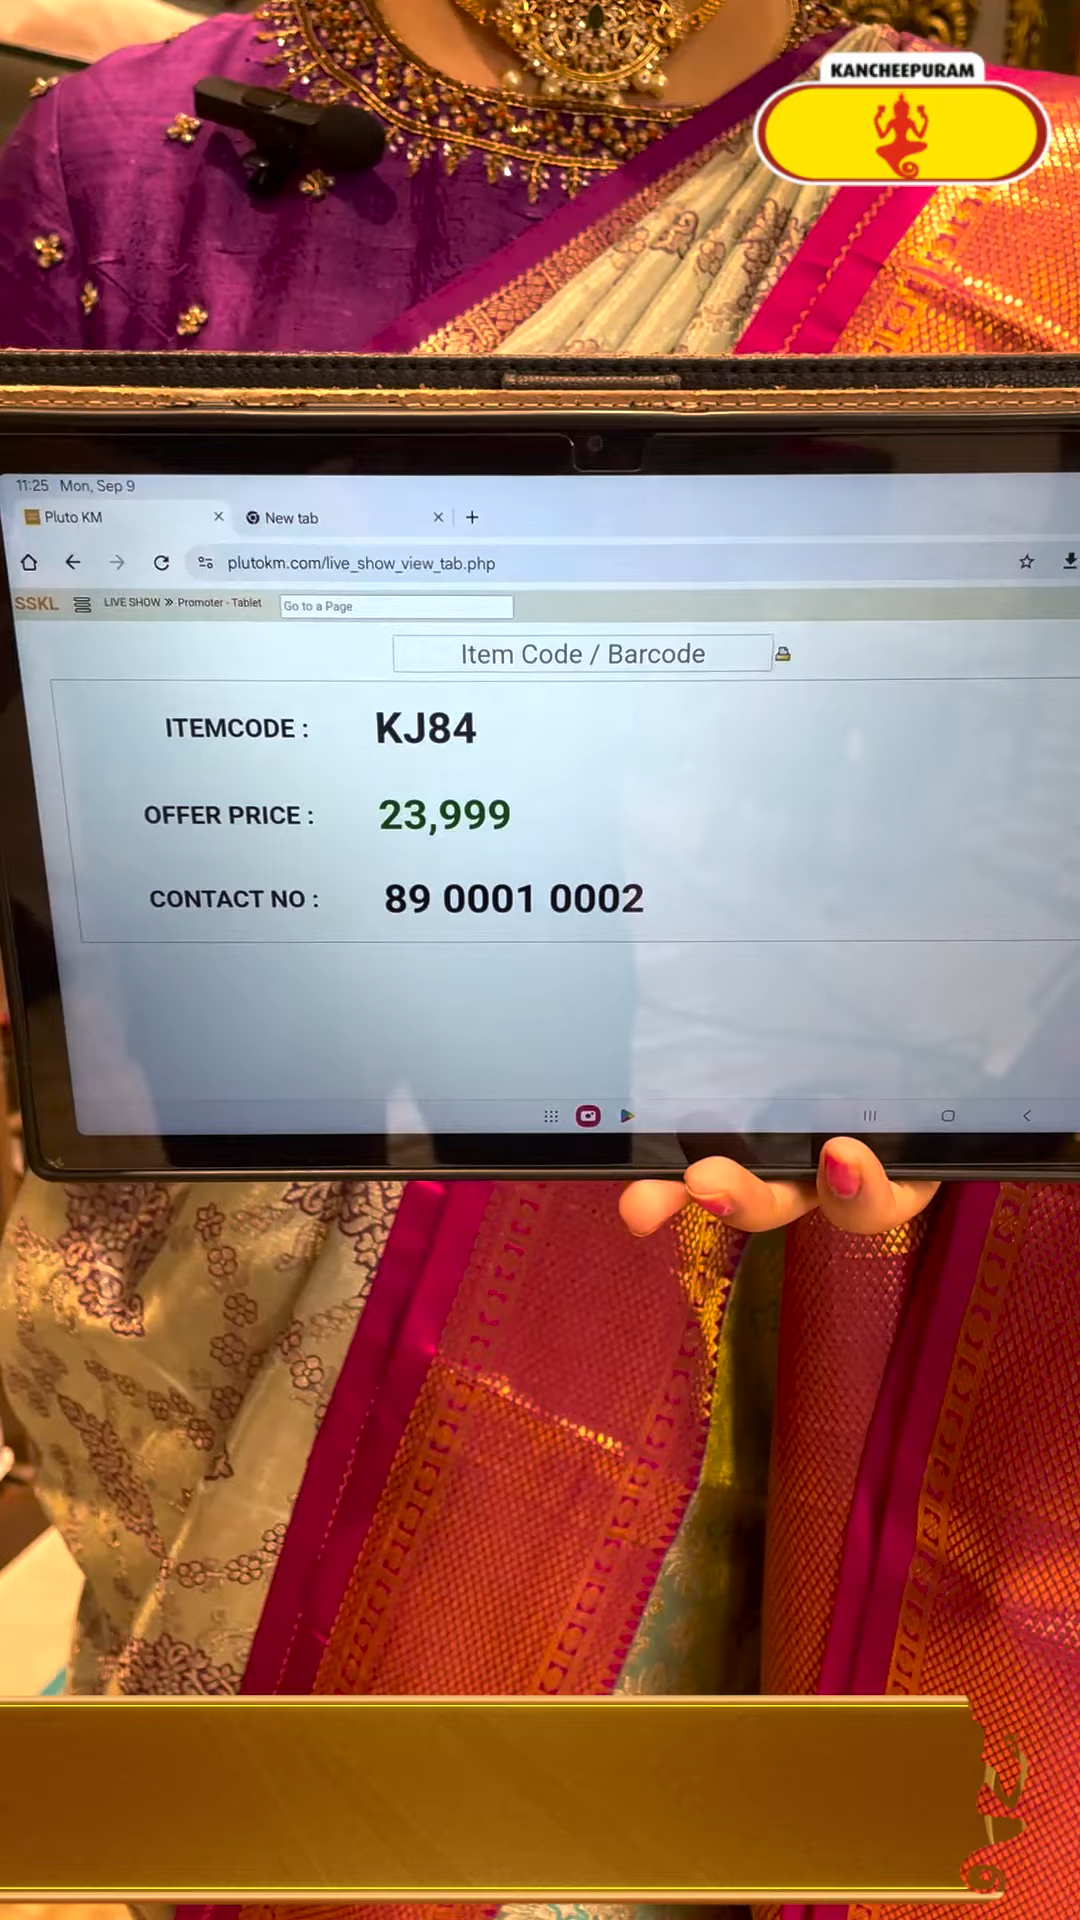 KANCHEEPURAM
11:25 Mon, Sep 9
Pluto KM
New tab
plutokm.com/live_show_view_tab.php
SSKL
LIVE SHOW » Promoter - Tablet
Go to a Page
Item Code / Barcode
ITEMCODE : KJ84
OFFER PRICE : 23,999
CONTACT NO : 89 0001 0002